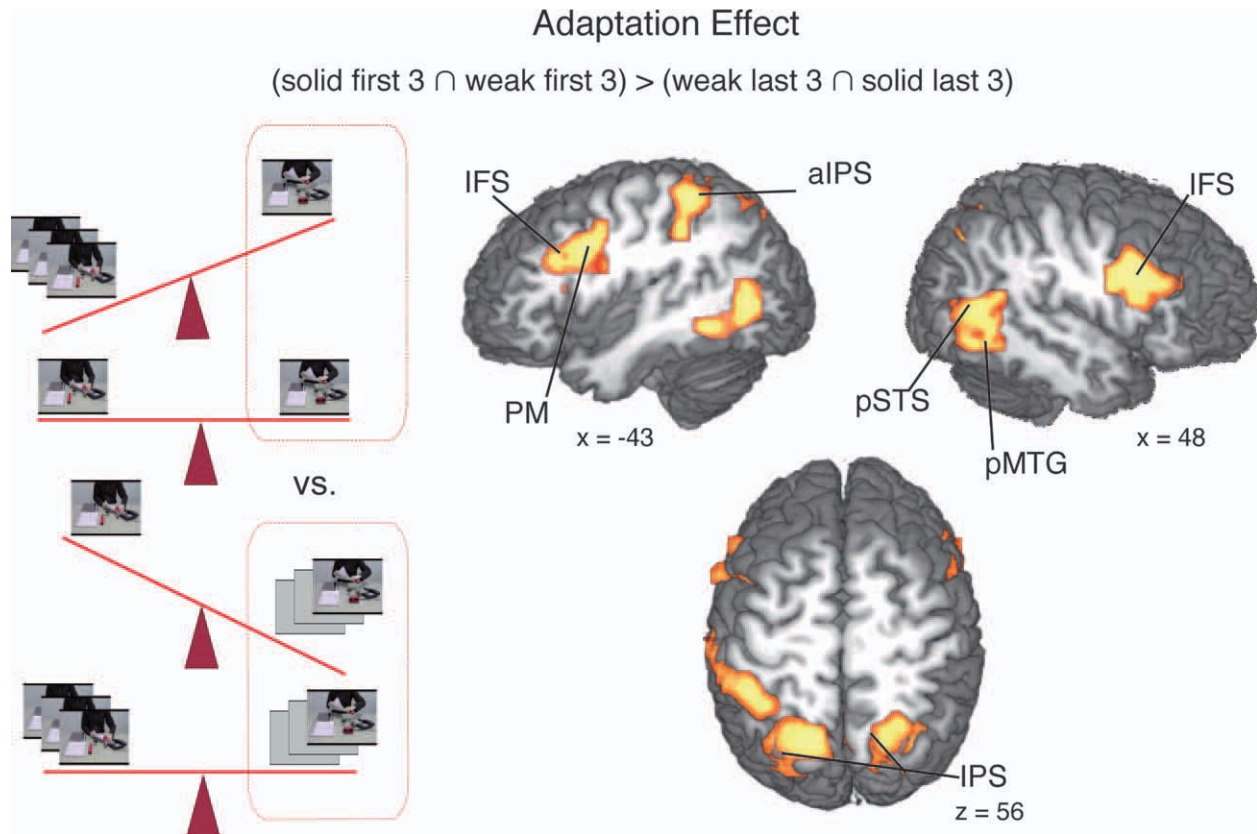 Adaptation Effect
(solid first 3 ∩ weak first 3) > (weak last 3 ∩ solid last 3)
IFS
aIPS
IFS
PM
x = -43
pSTS
pMTG
x = 48
vs.
IPS
z = 56